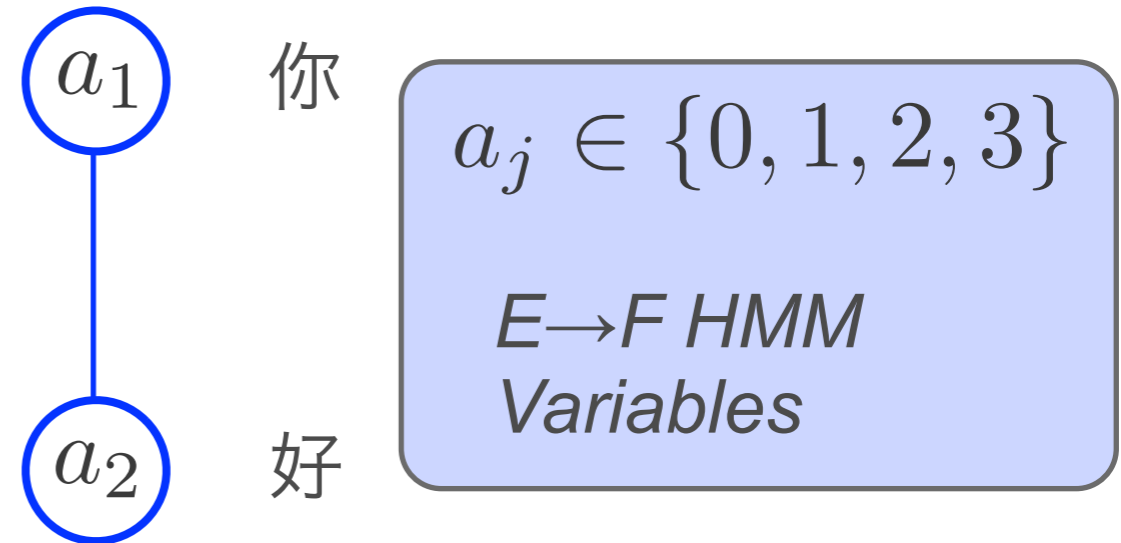 a₁ 你
a_j ∈ {0, 1, 2, 3}
E→F HMM
Variables
a₂ 好